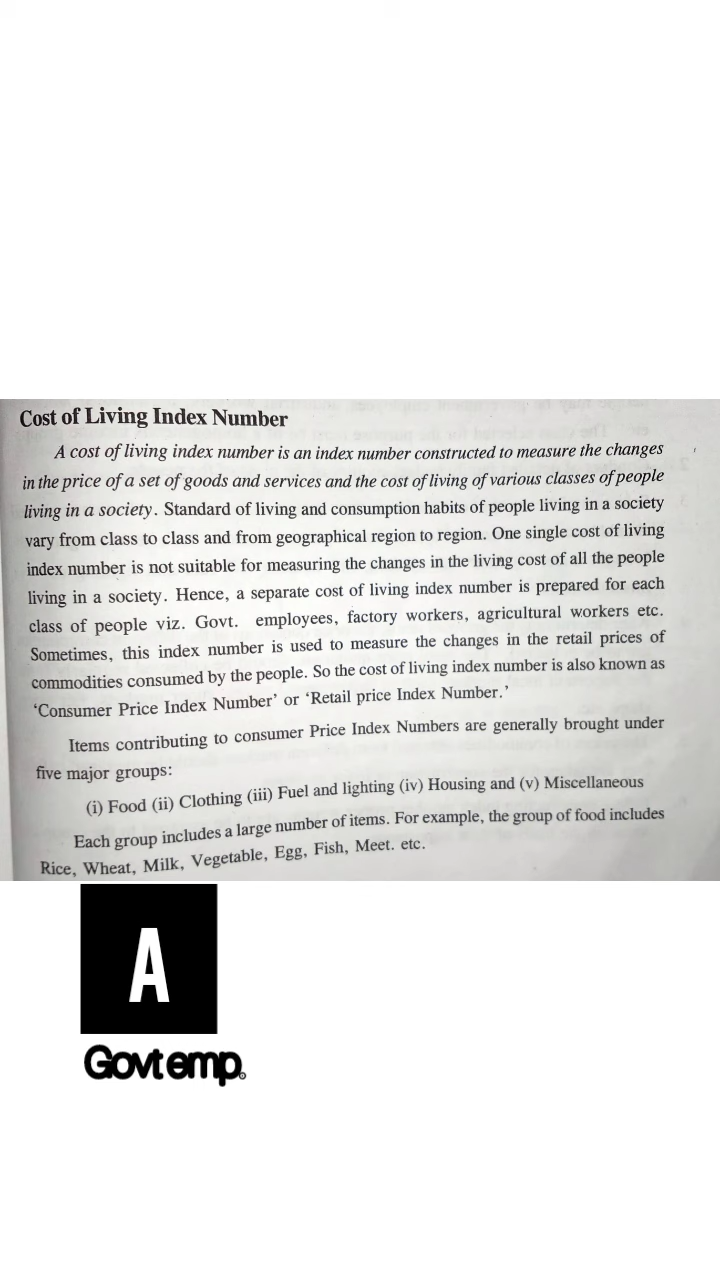 Cost of Living Index Number
A cost of living index number is an index number constructed to measure the changes
in the price of a set of goods and services and the cost of living of various classes of people
living in a society. Standard of living and consumption habits of people living in a society
vary from class to class and from geographical region to region. One single cost of living
index number is not suitable for measuring the changes in the living cost of all the people
living in a society. Hence, a separate cost of living index number is prepared for each
class of people viz. Govt. employees, factory workers, agricultural workers etc.
Sometimes, this index number is used to measure the changes in the retail prices of
commodities consumed by the people. So the cost of living index number is also known as
‘Consumer Price Index Number’ or ‘Retail price Index Number.’
Items contributing to consumer Price Index Numbers are generally brought under
five major groups:
(i) Food (ii) Clothing (iii) Fuel and lighting (iv) Housing and (v) Miscellaneous
Each group includes a large number of items. For example, the group of food includes
Rice, Wheat, Milk, Vegetable, Egg, Fish, Meet. etc.
A
Govt emp.